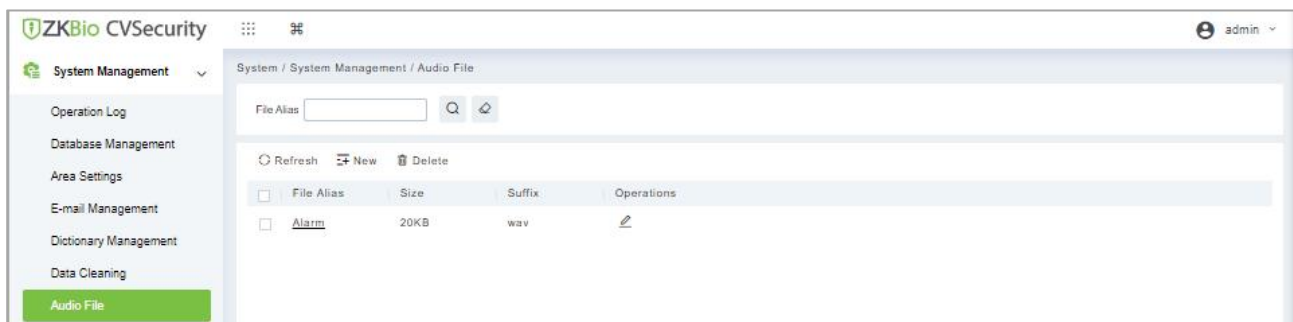 ZKBio CVSecurity
admin
System Management
System / System Management / Audio File
Operation Log
File Alias
Database Management
Refresh New Delete
Area Settings
File Alias Size Suffix Operations
E-mail Management
Alarm 20KB wav
Dictionary Management
Data Cleaning
Audio File